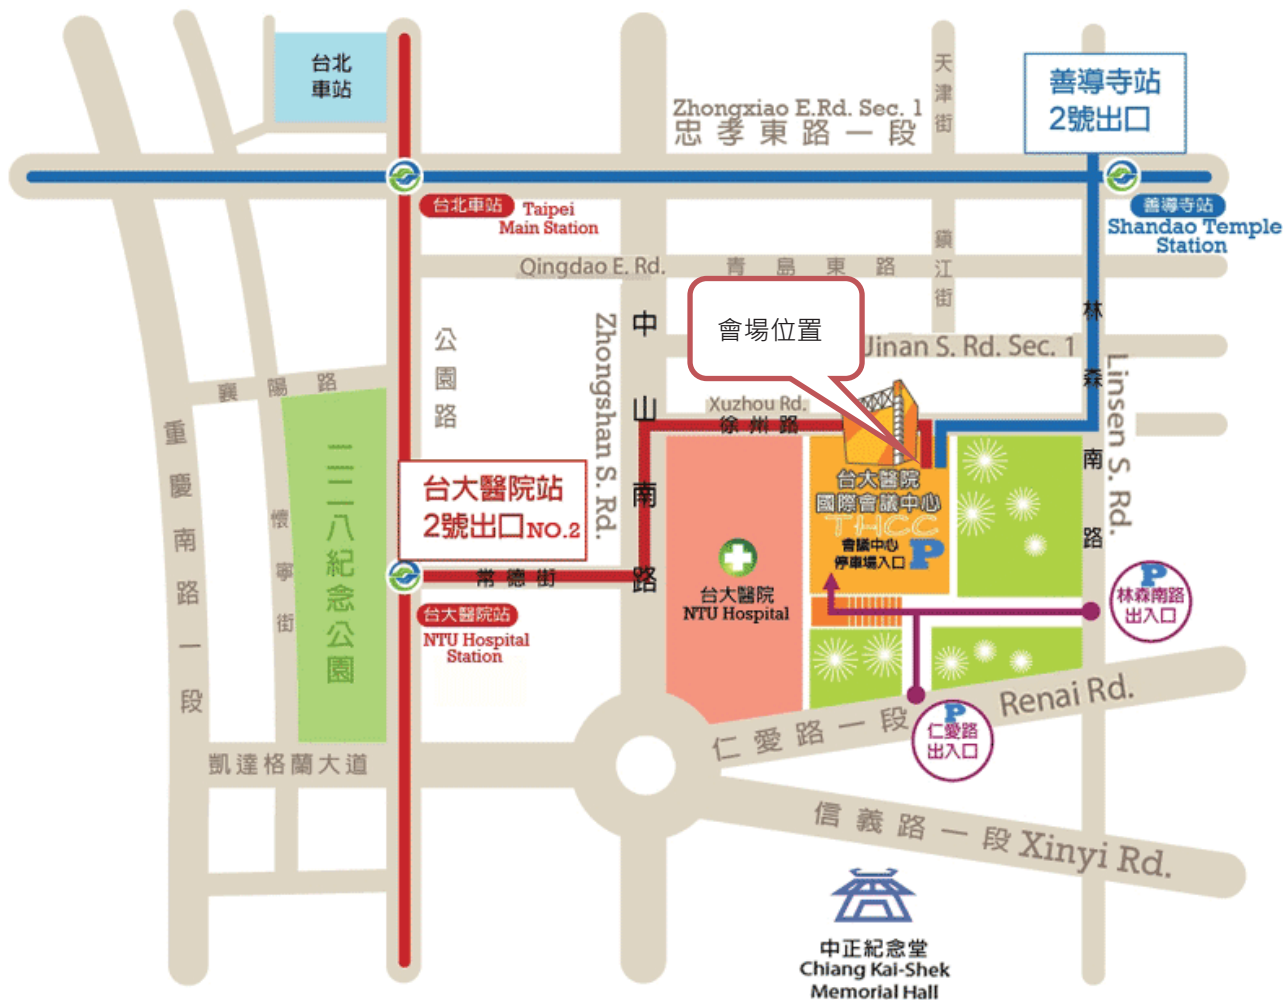 台北
車站
Zhongxiao E.Rd. Sec. 1
忠孝東路一段
天津街
善導寺站
2號出口
台北車站
Taipei
Main Station
善導寺站
Shandao Temple
Station
Qingdao E. Rd.
青島東路
鎮江街
公園路
Zhongshan S. Rd.
中山南路
會場位置
Jinan S. Rd. Sec. 1
林森南路
Linsen S. Rd.
襄陽路
重慶南路一段
二二八紀念公園
懷寧街
Xuzhou Rd.
徐州路
台大醫院站
2號出口NO.2
台大醫院
國際會議中心
THCC
會議中心
停車場入口
P
常德街
台大醫院站
NTU Hospital
Station
台大醫院
NTU Hospital
P
林森南路
出入口
P
仁愛路
出入口
仁愛路一段
Renai Rd.
凱達格蘭大道
信義路一段 Xinyi Rd.
中正紀念堂
Chiang Kai-Shek
Memorial Hall